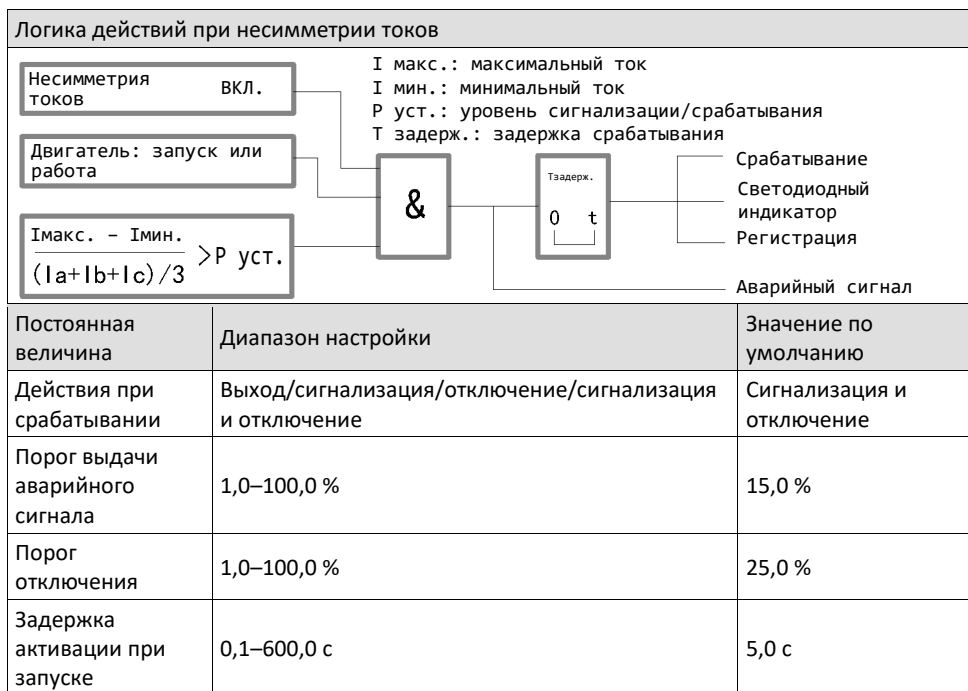 Логика действий при несимметрии токов
Несимметрия
токов
ВКЛ.
Двигатель: запуск или
работа
Iмакс. – Iмин.
(Ia+Ib+Ic)/3
>Р уст.
I макс.: максимальный ток
I мин.: минимальный ток
Р уст.: уровень сигнализации/срабатывания
Т задерж.: задержка срабатывания
&
Тзадерж.
0 t
Срабатывание
Светодиодный
индикатор
Регистрация
Аварийный сигнал
Постоянная
величина
Диапазон настройки
Значение по
умолчанию
Действия при
срабатывании
Выход/сигнализация/отключение/сигнализация
и отключение
Сигнализация и
отключение
Порог выдачи
аварийного
сигнала
1,0–100,0 %
15,0 %
Порог
отключения
1,0–100,0 %
25,0 %
Задержка
активации при
запуске
0,1–600,0 с
5,0 с